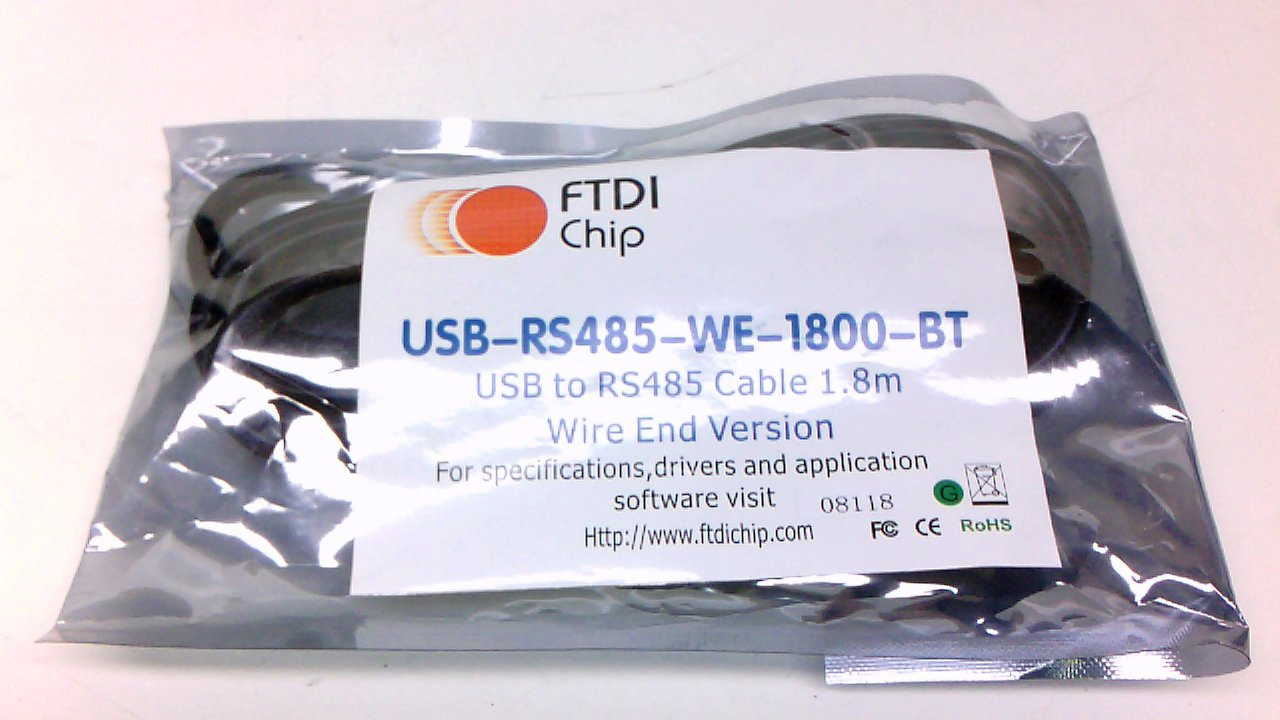 FTDI
Chip
USB-RS485-WE-1800-BT
USB to RS485 Cable 1.8m
Wire End Version
For specifications,drivers and application
software visit
08118
G
Http://www.ftdichip.com
FC CE RoHS